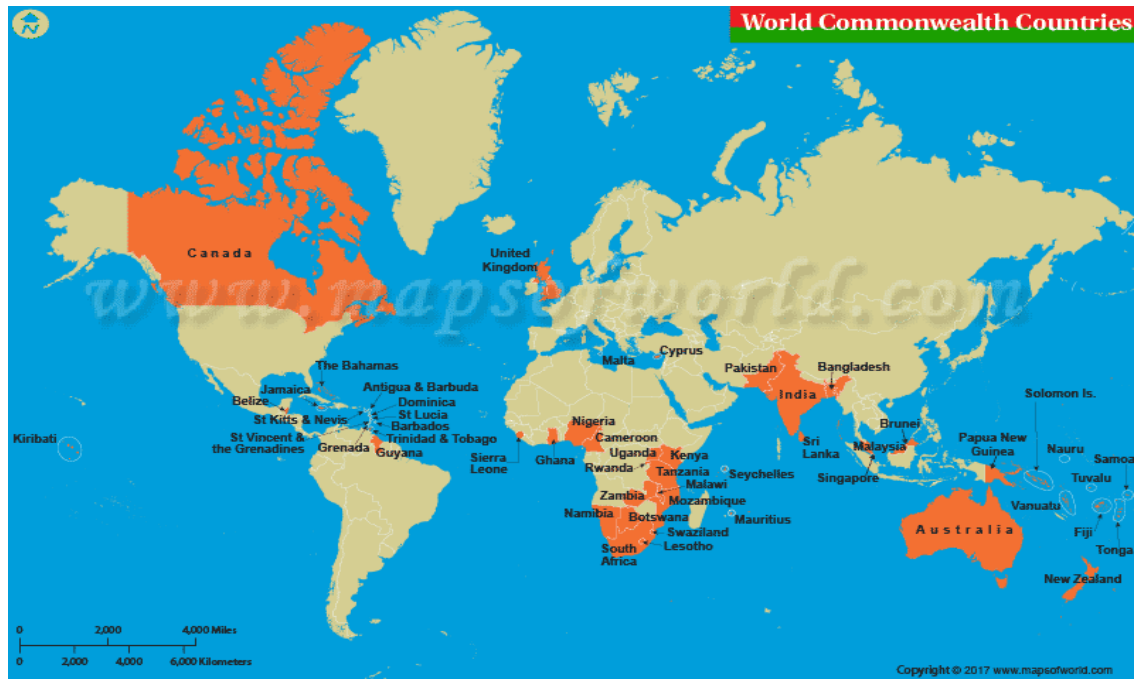 N
World Commonwealth Countries
Canada
United
Kingdom
www.mapsofworld.com
Malta
Cyprus
Pakistan
Bangladesh
India
The Bahamas
Jamaica
Antigua & Barbuda
Belize
Dominica
St Kitts & Nevis
St Lucia
Barbados
St Vincent &
the Grenadines
Trinidad & Tobago
Grenada
Guyana
Kiribati
Nigeria
Cameroon
Sierra
Leone
Ghana
Uganda
Kenya
Rwanda
Tanzania
Seychelles
Malawi
Zambia
Mozambique
Namibia
Botswana
Mauritius
Swaziland
South
Africa
Lesotho
Sri
Lanka
Brunei
Malaysia
Singapore
Papua New
Guinea
Solomon Is.
Nauru
Samoa
Tuvalu
Vanuatu
Fiji
Tonga
Australia
New Zealand
0 2,000 4,000 Miles
0 2,000 4,000 6,000 Kilometers
Copyright © 2017 www.mapsofworld.com